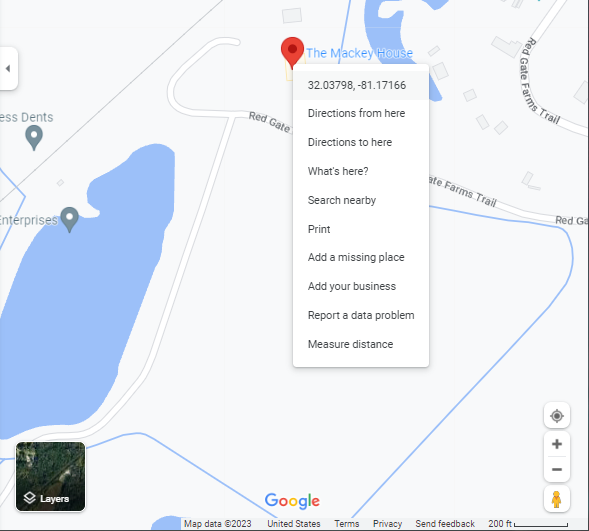 The Mackey House
32.03798, -81.17166
Directions from here
Directions to here
What's here?
Search nearby
Print
Add a missing place
Add your business
Report a data problem
Measure distance
Red Gate Farms Trail
ess Dents
Red Gate
ate Farms Trail
Enterprises
Red Ga
Layers
Google
Map data ©2023 United States Terms Privacy Send feedback 200 ft